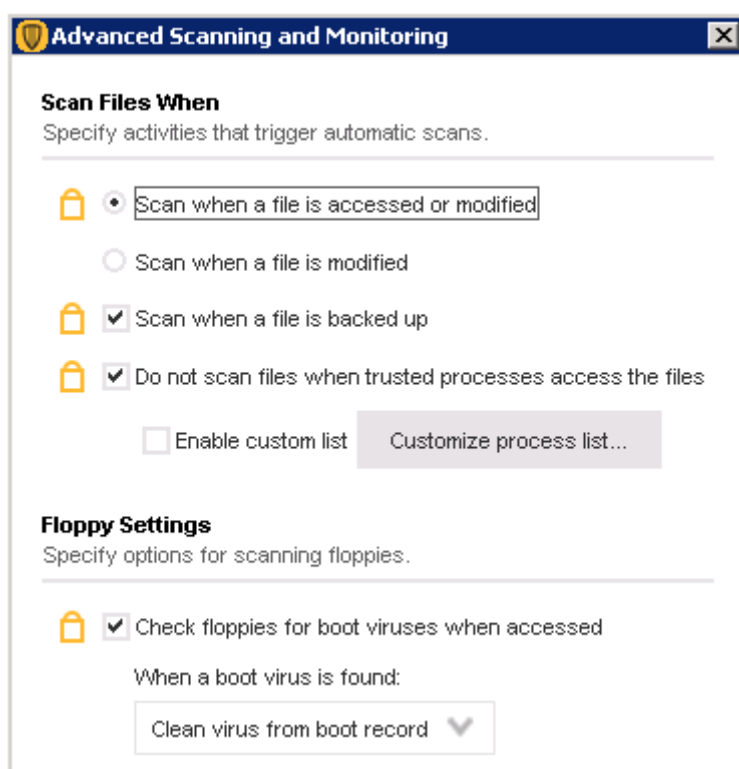 Advanced Scanning and Monitoring
Scan Files When
Specify activities that trigger automatic scans.
Scan when a file is accessed or modified
Scan when a file is modified
Scan when a file is backed up
Do not scan files when trusted processes access the files
Enable custom list
Customize process list...
Floppy Settings
Specify options for scanning floppies.
Check floppies for boot viruses when accessed
When a boot virus is found:
Clean virus from boot record